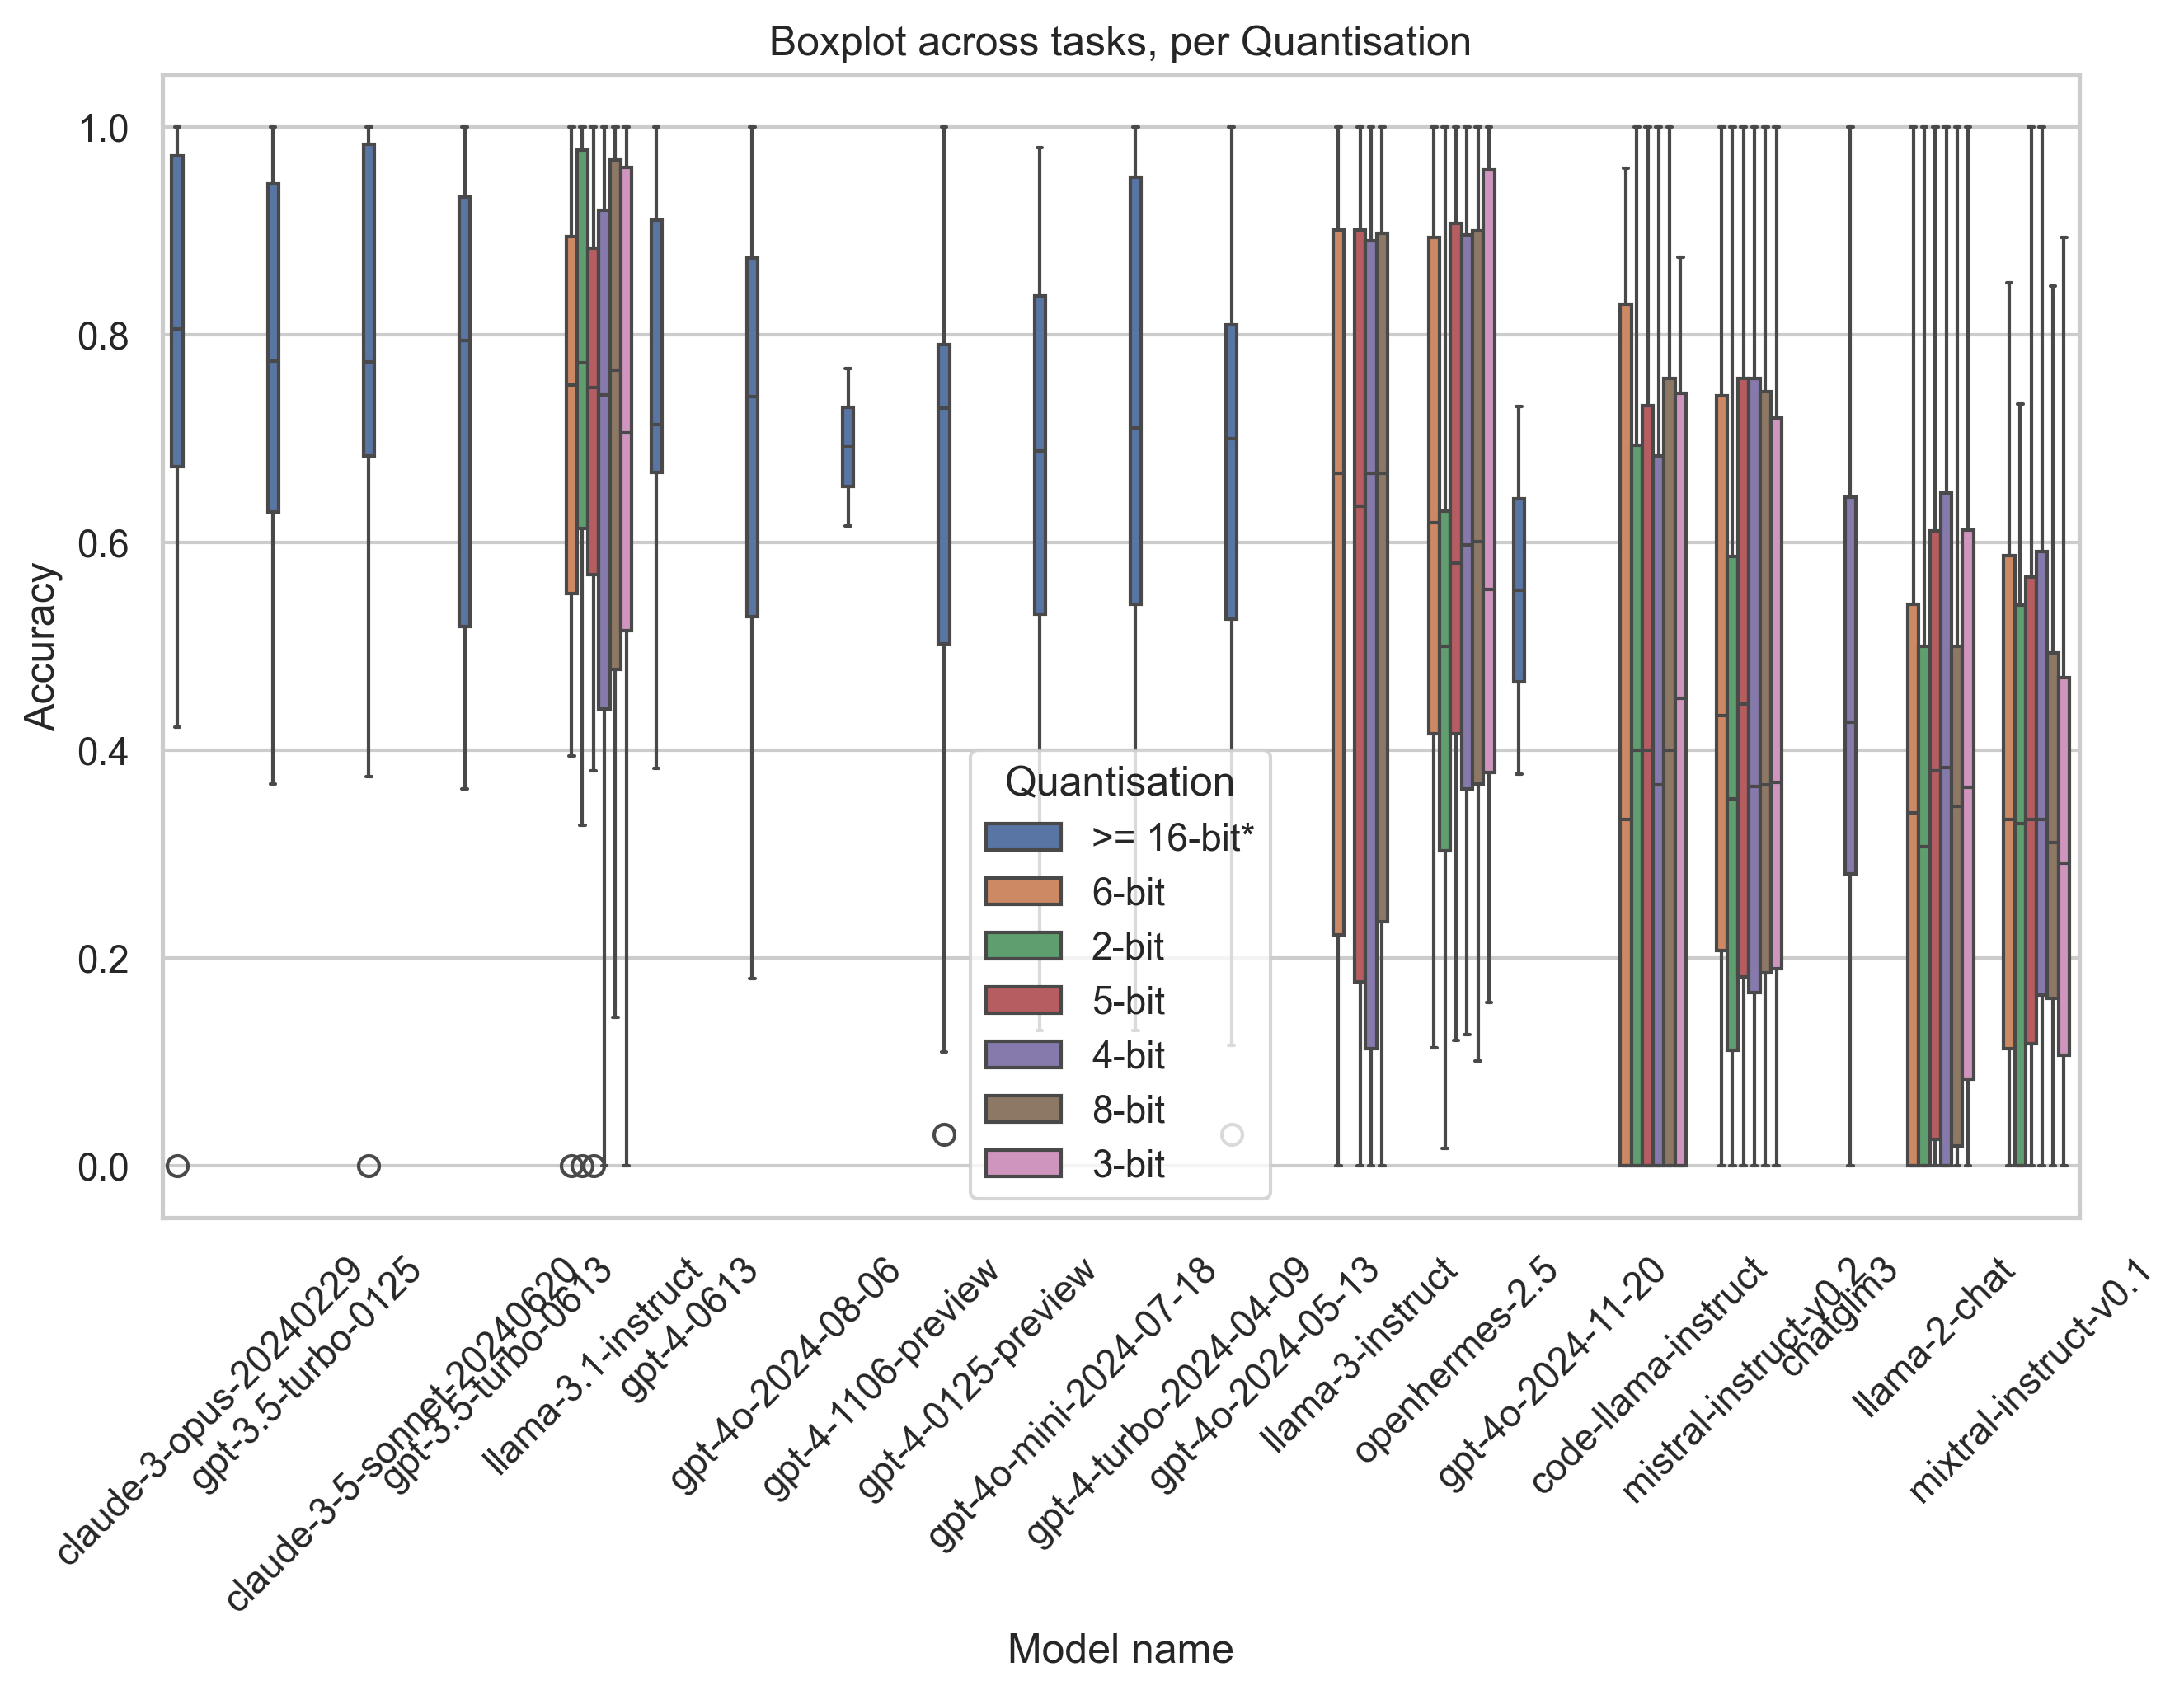 Boxplot across tasks, per Quantisation
1.0
0.8
0.6
0.4
0.2
0.0
Accuracy
Quantisation
>= 16-bit*
6-bit
2-bit
5-bit
4-bit
8-bit
3-bit
claude-3-opus-20240229
gpt-3.5-turbo-0125
claude-3-5-sonnet-20240620
gpt-3.5-turbo-0613
llama-3.1-instruct
gpt-4-0613
gpt-4o-2024-08-06
gpt-4-1106-preview
gpt-4-0125-preview
gpt-4o-mini-2024-07-18
gpt-4-turbo-2024-04-09
gpt-4o-2024-05-13
llama-3-instruct
openhermes-2.5
gpt-4o-2024-11-20
code-llama-instruct
mistral-instruct-v0.2
chatglm3
llama-2-chat
mixtral-instruct-v0.1
Model name